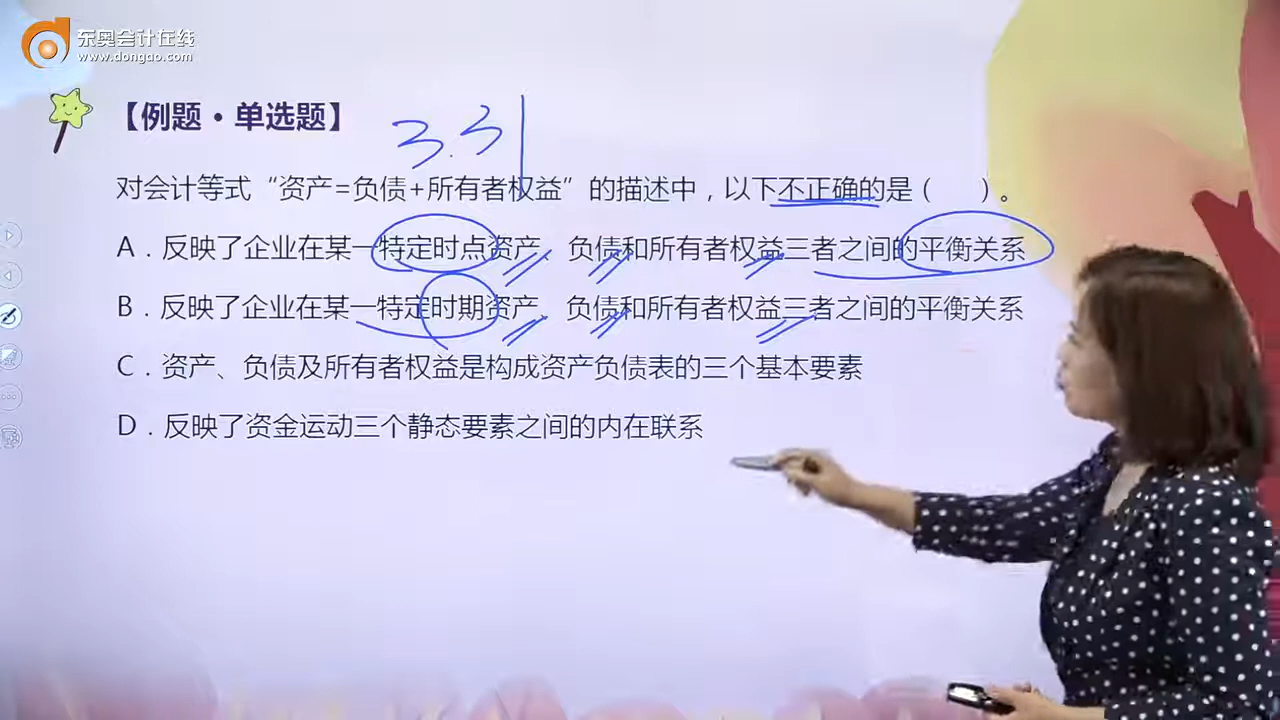 东奥会计在线
www.dongao.com
【例题·单选题】
3.31
对会计等式“资产=负债+所有者权益”的描述中，以下不正确的是（　　）。
A．反映了企业在某一特定时点资产、负债和所有者权益三者之间的平衡关系
B．反映了企业在某一特定时期资产、负债和所有者权益三者之间的平衡关系
C．资产、负债及所有者权益是构成资产负债表的三个基本要素
D．反映了资金运动三个静态要素之间的内在联系